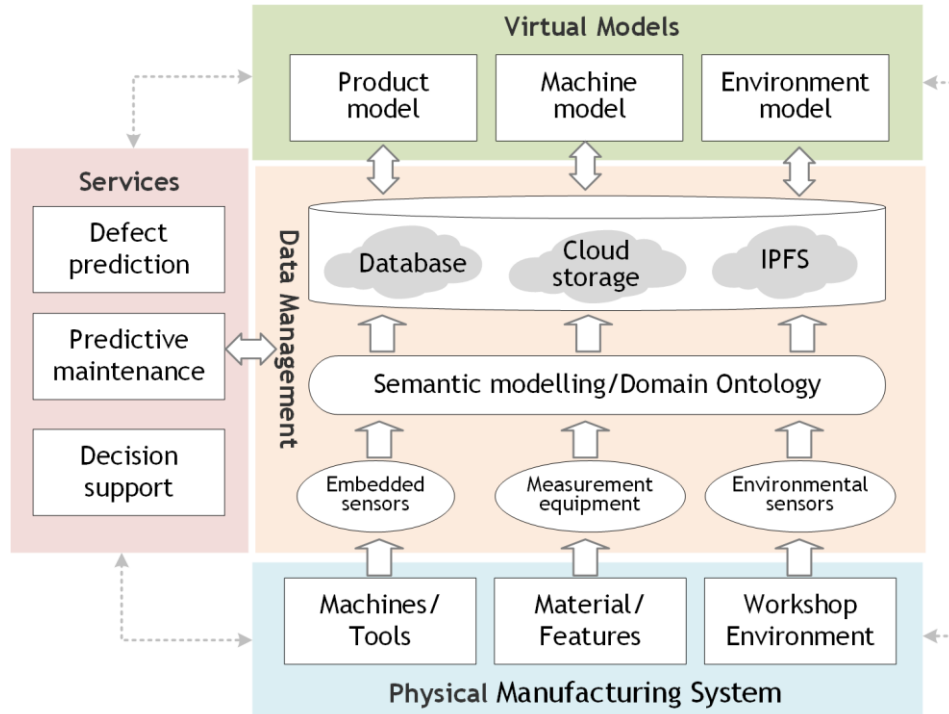 Virtual Models
Product
model
Machine
model
Environment
model
Services
Defect
prediction
Predictive
maintenance
Decision
support
Data Management
Database
Cloud
storage
IPFS
Semantic modelling/Domain Ontology
Embedded
sensors
Measurement
equipment
Environmental
sensors
Machines/
Tools
Material/
Features
Workshop
Environment
Physical Manufacturing System